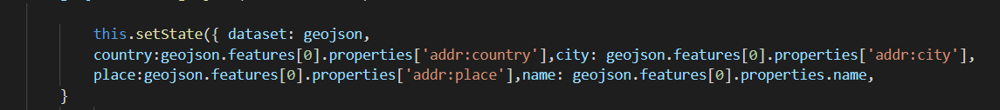 this.setState({ dataset: geojson,
country:geojson.features[0].properties['addr:country'],city: geojson.features[0].properties['addr:city'],
place:geojson.features[0].properties['addr:place'],name: geojson.features[0].properties.name,
}